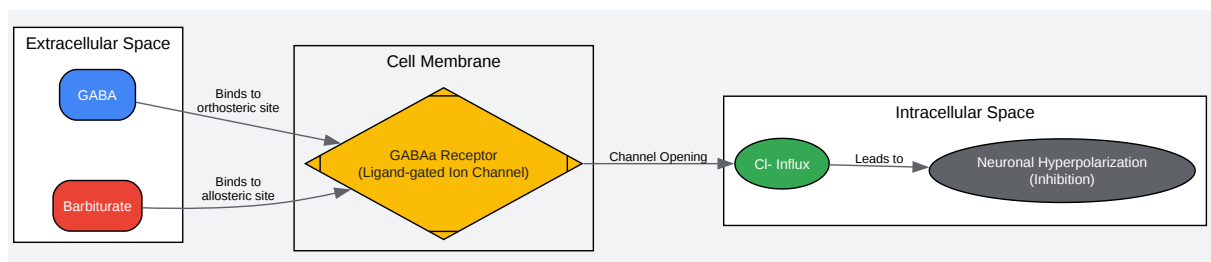 Extracellular Space
GABA
Barbiturate
Binds to
orthosteric site
Binds to
allosteric site
Cell Membrane
GABAa Receptor
(Ligand-gated Ion Channel)
Channel Opening
Intracellular Space
Cl- Influx
Leads to
Neuronal Hyperpolarization
(Inhibition)